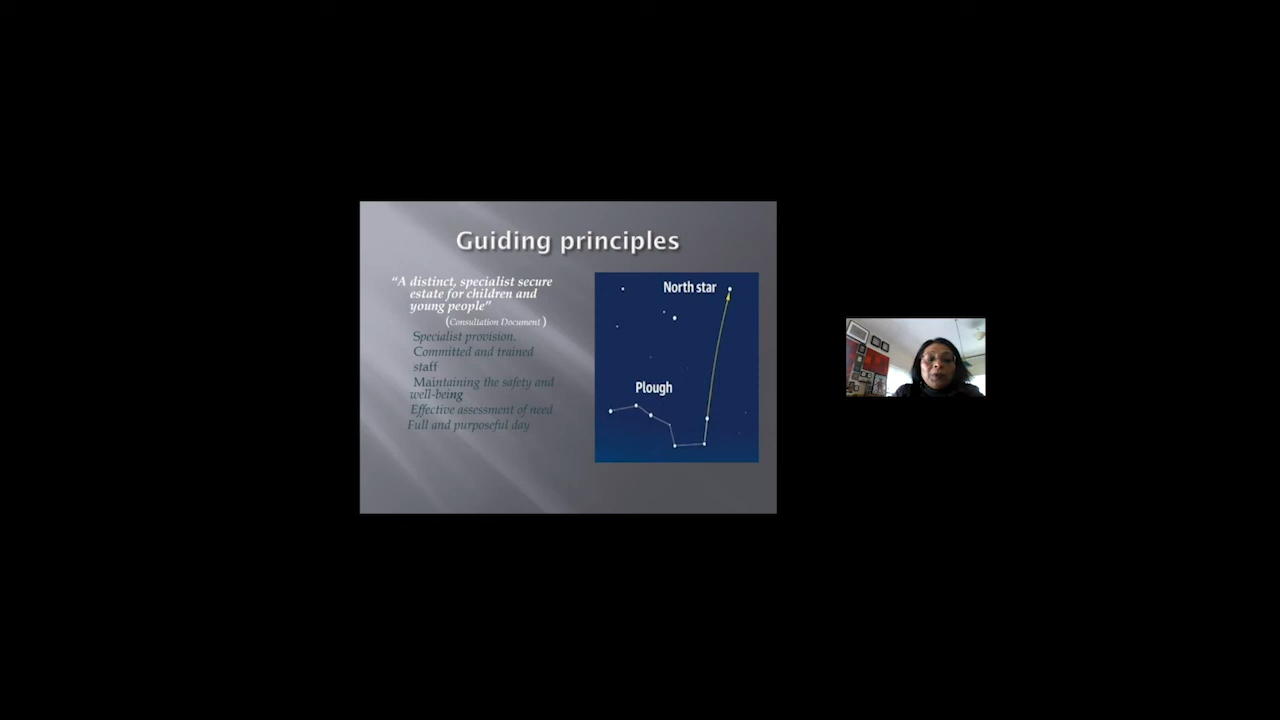 Guiding principles
“A distinct, specialist secure
estate for children and
young people”
(Consultation Document )
Specialist provision.
Committed and trained
staff
Maintaining the safety and
well-being
Effective assessment of need
Full and purposeful day
North star
Plough